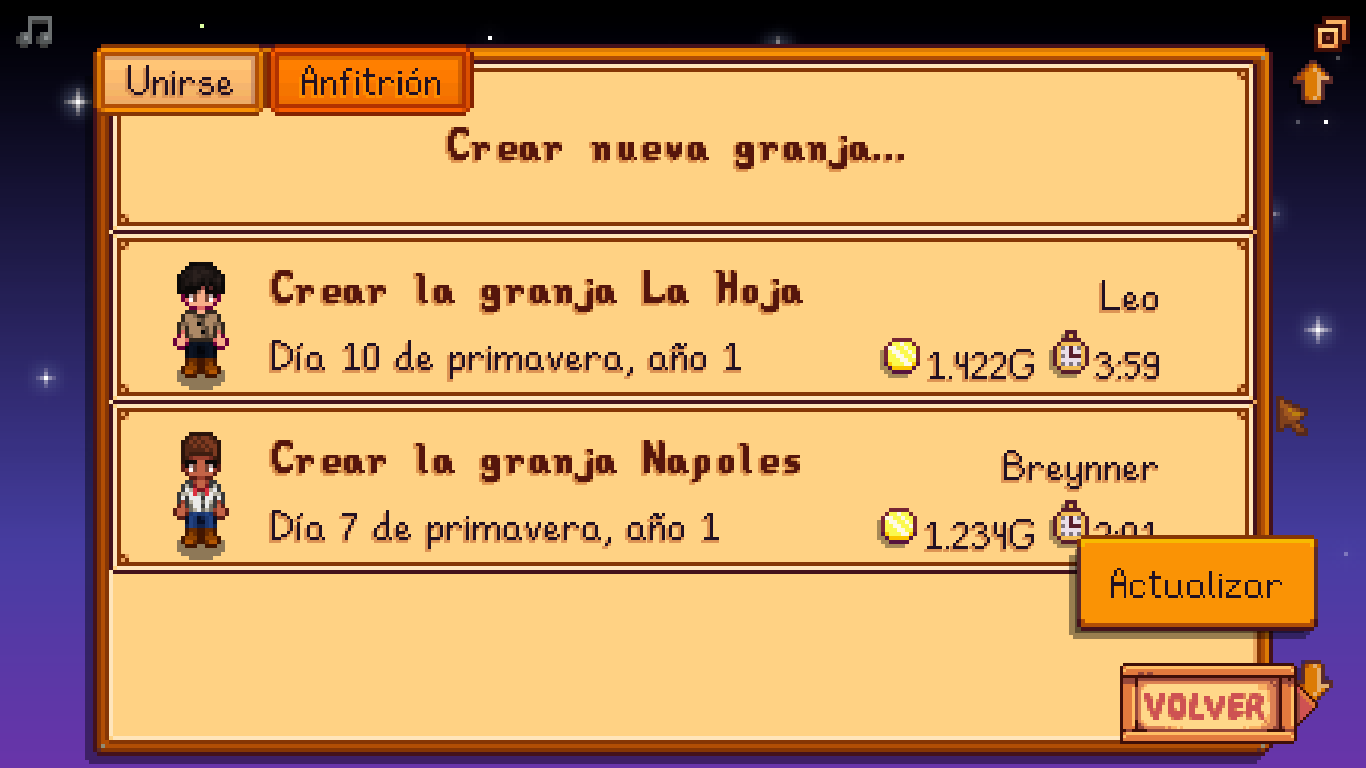 Unirse
Anfitrión
Crear nueva granja...
Crear la granja La Hoja
Leo
Día 10 de primavera, año 1
1.422G 3:59
Crear la granja Napoles
Breynner
Día 7 de primavera, año 1
1.234G
Actualizar
VOLVER